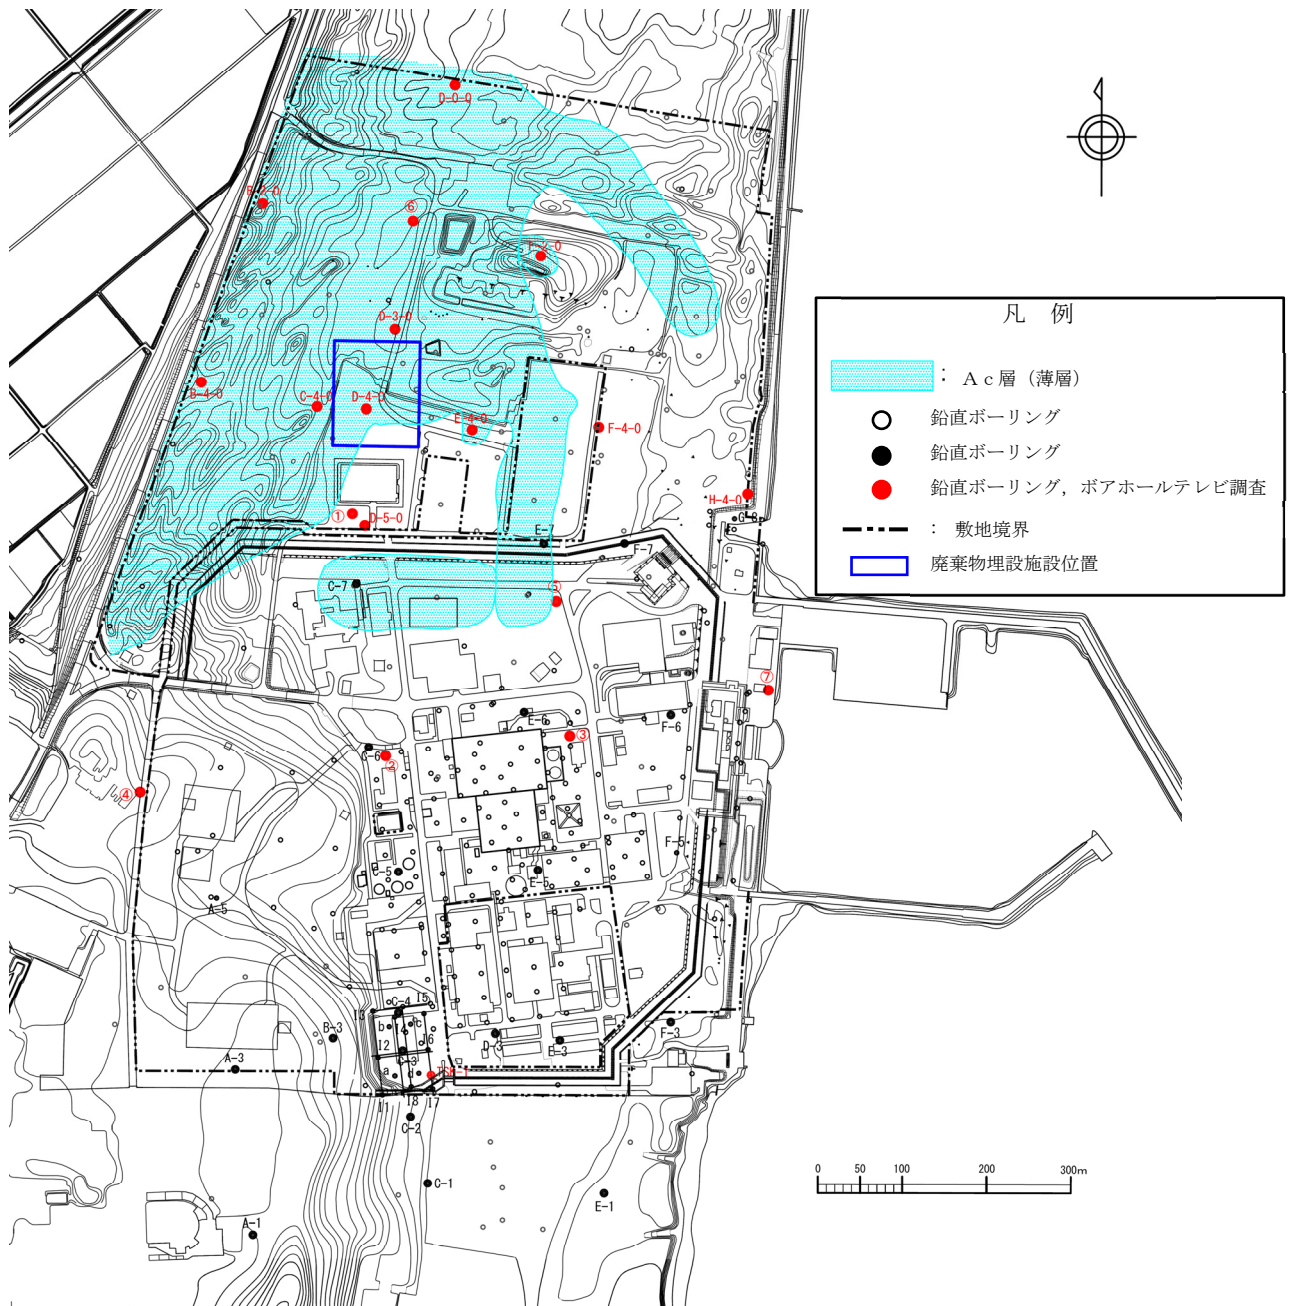 D-0-0
B-2-0
⑥
F-2-0
D-3-0
B-4-0
C-4-0
D-4-0
E-4-0
F-4-0
H-4-0
①
D-5-0
E-7
F-7
C-7
⑤
⑦
E-6
F-6
③
②
④
C-5
E-5
F-5
A-5
I3
C-4
I5
b
c
I4
I6
I2
C-3
a
d
I1
I8
I7
B-3
A-3
D-3
E-3
F-3
C-2
C-1
E-1
A-1
凡 例
： Ａｃ層（薄層）
鉛直ボーリング
鉛直ボーリング
鉛直ボーリング，ボアホールテレビ調査
： 敷地境界
廃棄物埋設施設位置
0 50 100 200 300m